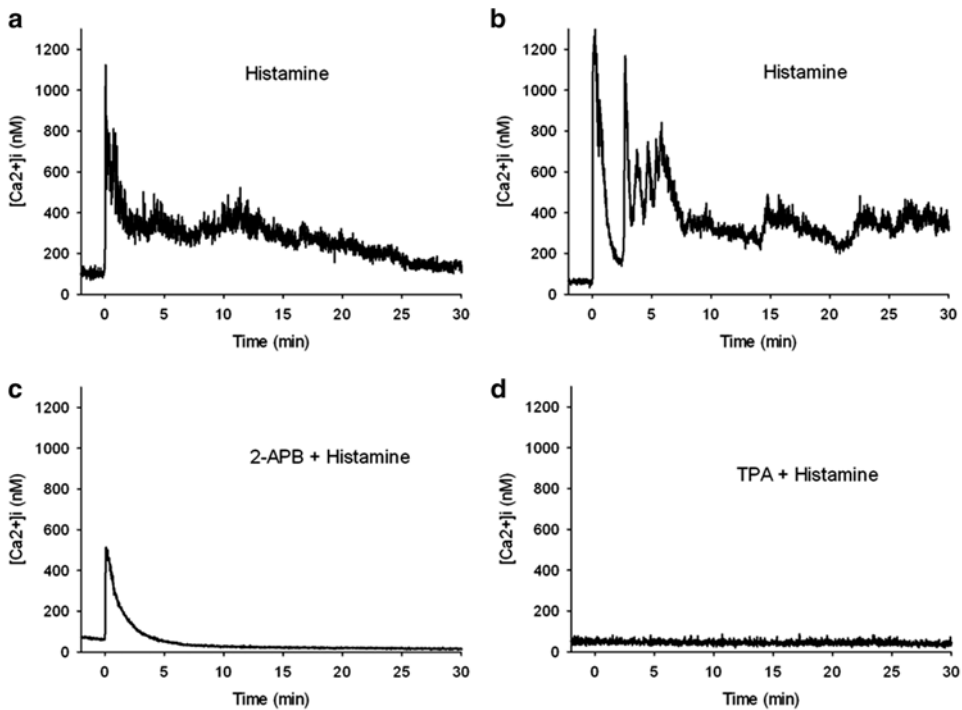 a
1200
1000
800
600
400
200
0
[Ca2+]i (nM)
Histamine
0 5 10 15 20 25 30
Time (min)
b
1200
1000
800
600
400
200
0
[Ca2+]i (nM)
Histamine
0 5 10 15 20 25 30
Time (min)
c
1200
1000
800
600
400
200
0
[Ca2+]i (nM)
2-APB + Histamine
0 5 10 15 20 25 30
Time (min)
d
1200
1000
800
600
400
200
0
[Ca2+]i (nM)
TPA + Histamine
0 5 10 15 20 25 30
Time (min)